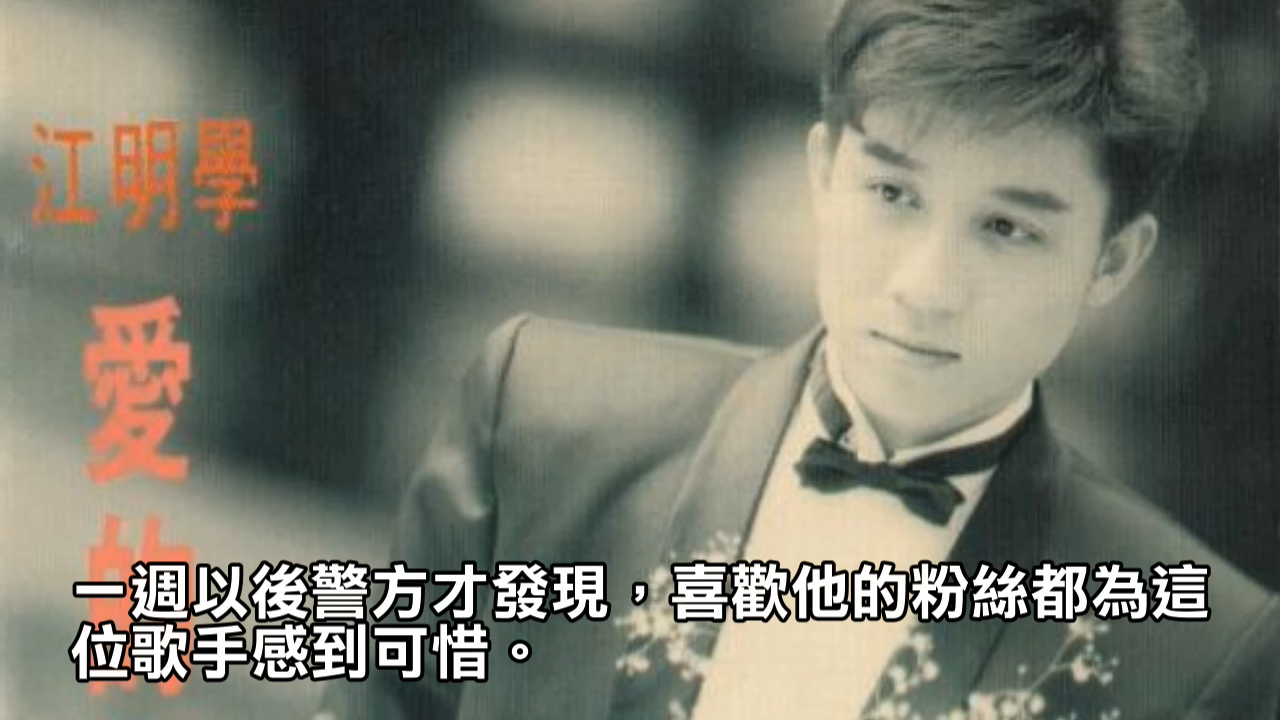 江明學
愛的
一週以後警方才發現，喜歡他的粉絲都為這
位歌手感到可惜。